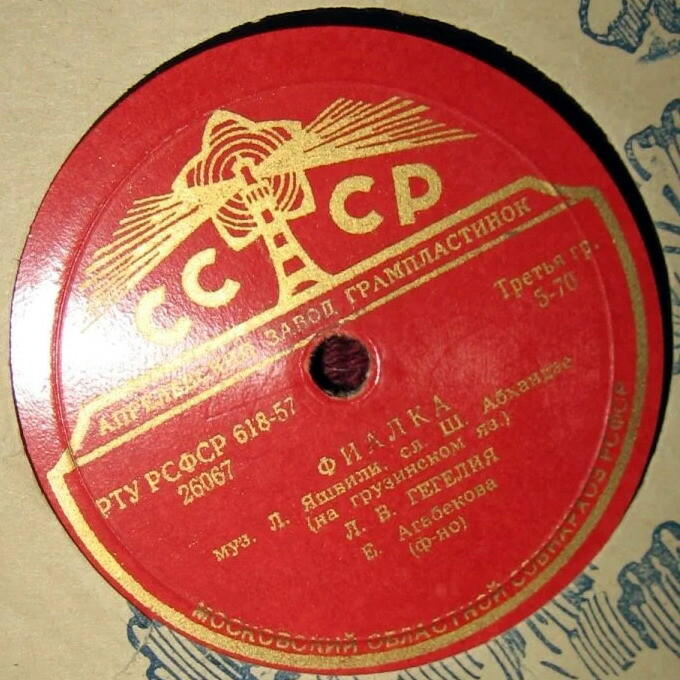 СССР
АПРЕЛЕВСКИЙ ЗАВОД ГРАМПЛАСТИНОК
Третья гр.
5-70
РТУ РСФСР 618-57
26067
ФИАЛКА
муз. Л. Яшвили, сл. Ш. Абхаидзе
(на грузинском яз.)
Л. В. ГЕГЕЛИЯ
Е. Агабекова
(ф-но)
МОСКОВСКИЙ ОБЛАСТНОЙ СОВНАРХОЗ РСФСР